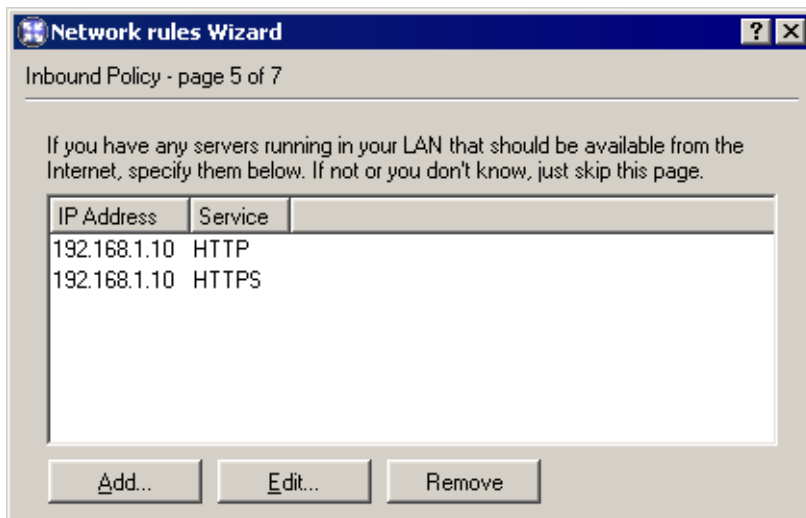 Network rules Wizard
Inbound Policy - page 5 of 7
If you have any servers running in your LAN that should be available from the
Internet, specify them below. If not or you don't know, just skip this page.
IP Address Service
192.168.1.10 HTTP
192.168.1.10 HTTPS
Add... Edit... Remove